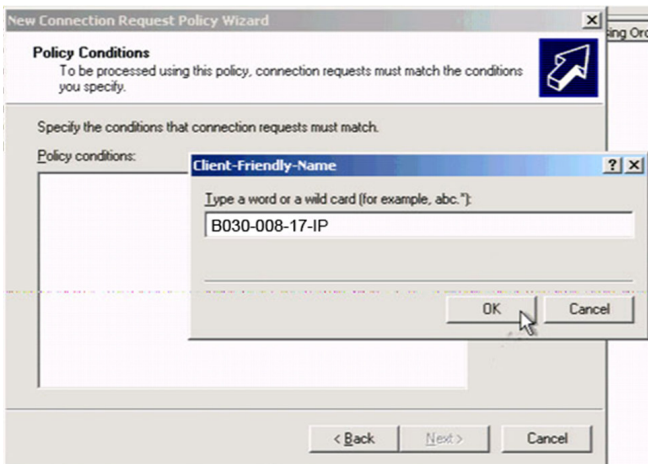 New Connection Request Policy Wizard
ing Ord
Policy Conditions
To be processed using this policy, connection requests must match the conditions
you specify.
Specify the conditions that connection requests must match.
Policy conditions:
Client-Friendly-Name
Type a word or a wild card (for example, abc.*):
B030-008-17-IP
OK
Cancel
< Back
Next >
Cancel